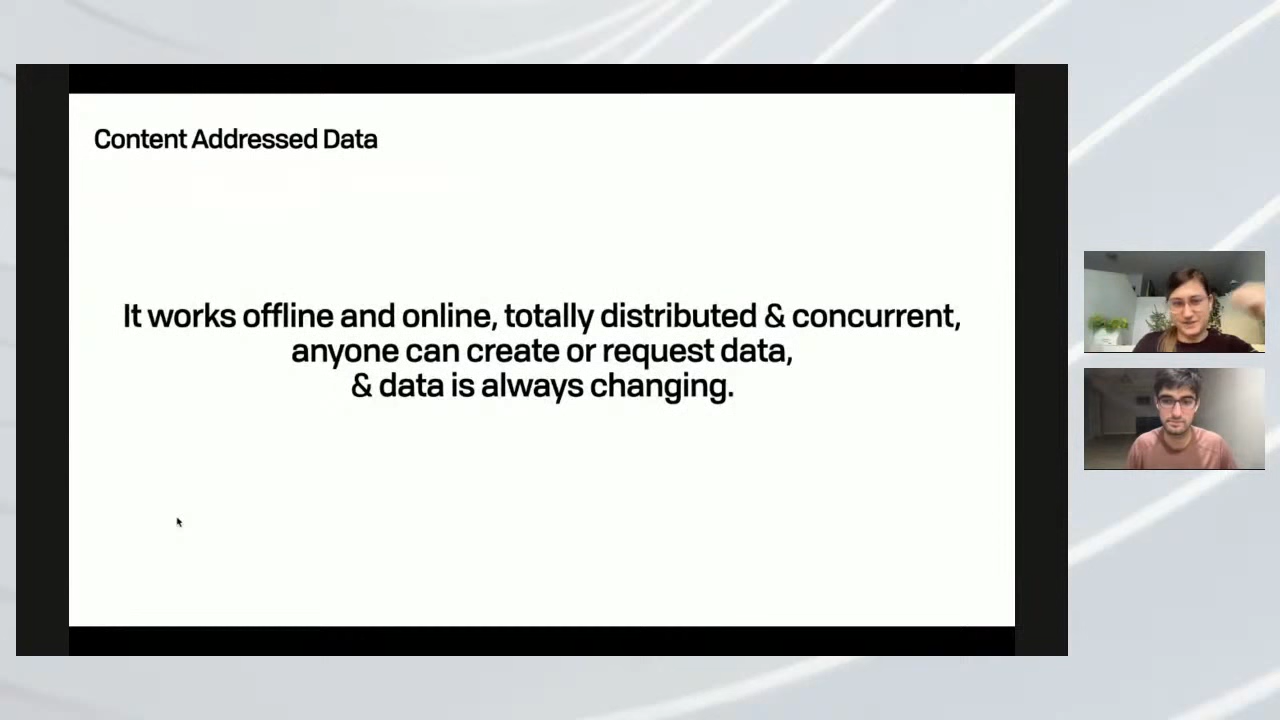 Content Addressed Data
It works offline and online, totally distributed & concurrent,
anyone can create or request data,
& data is always changing.